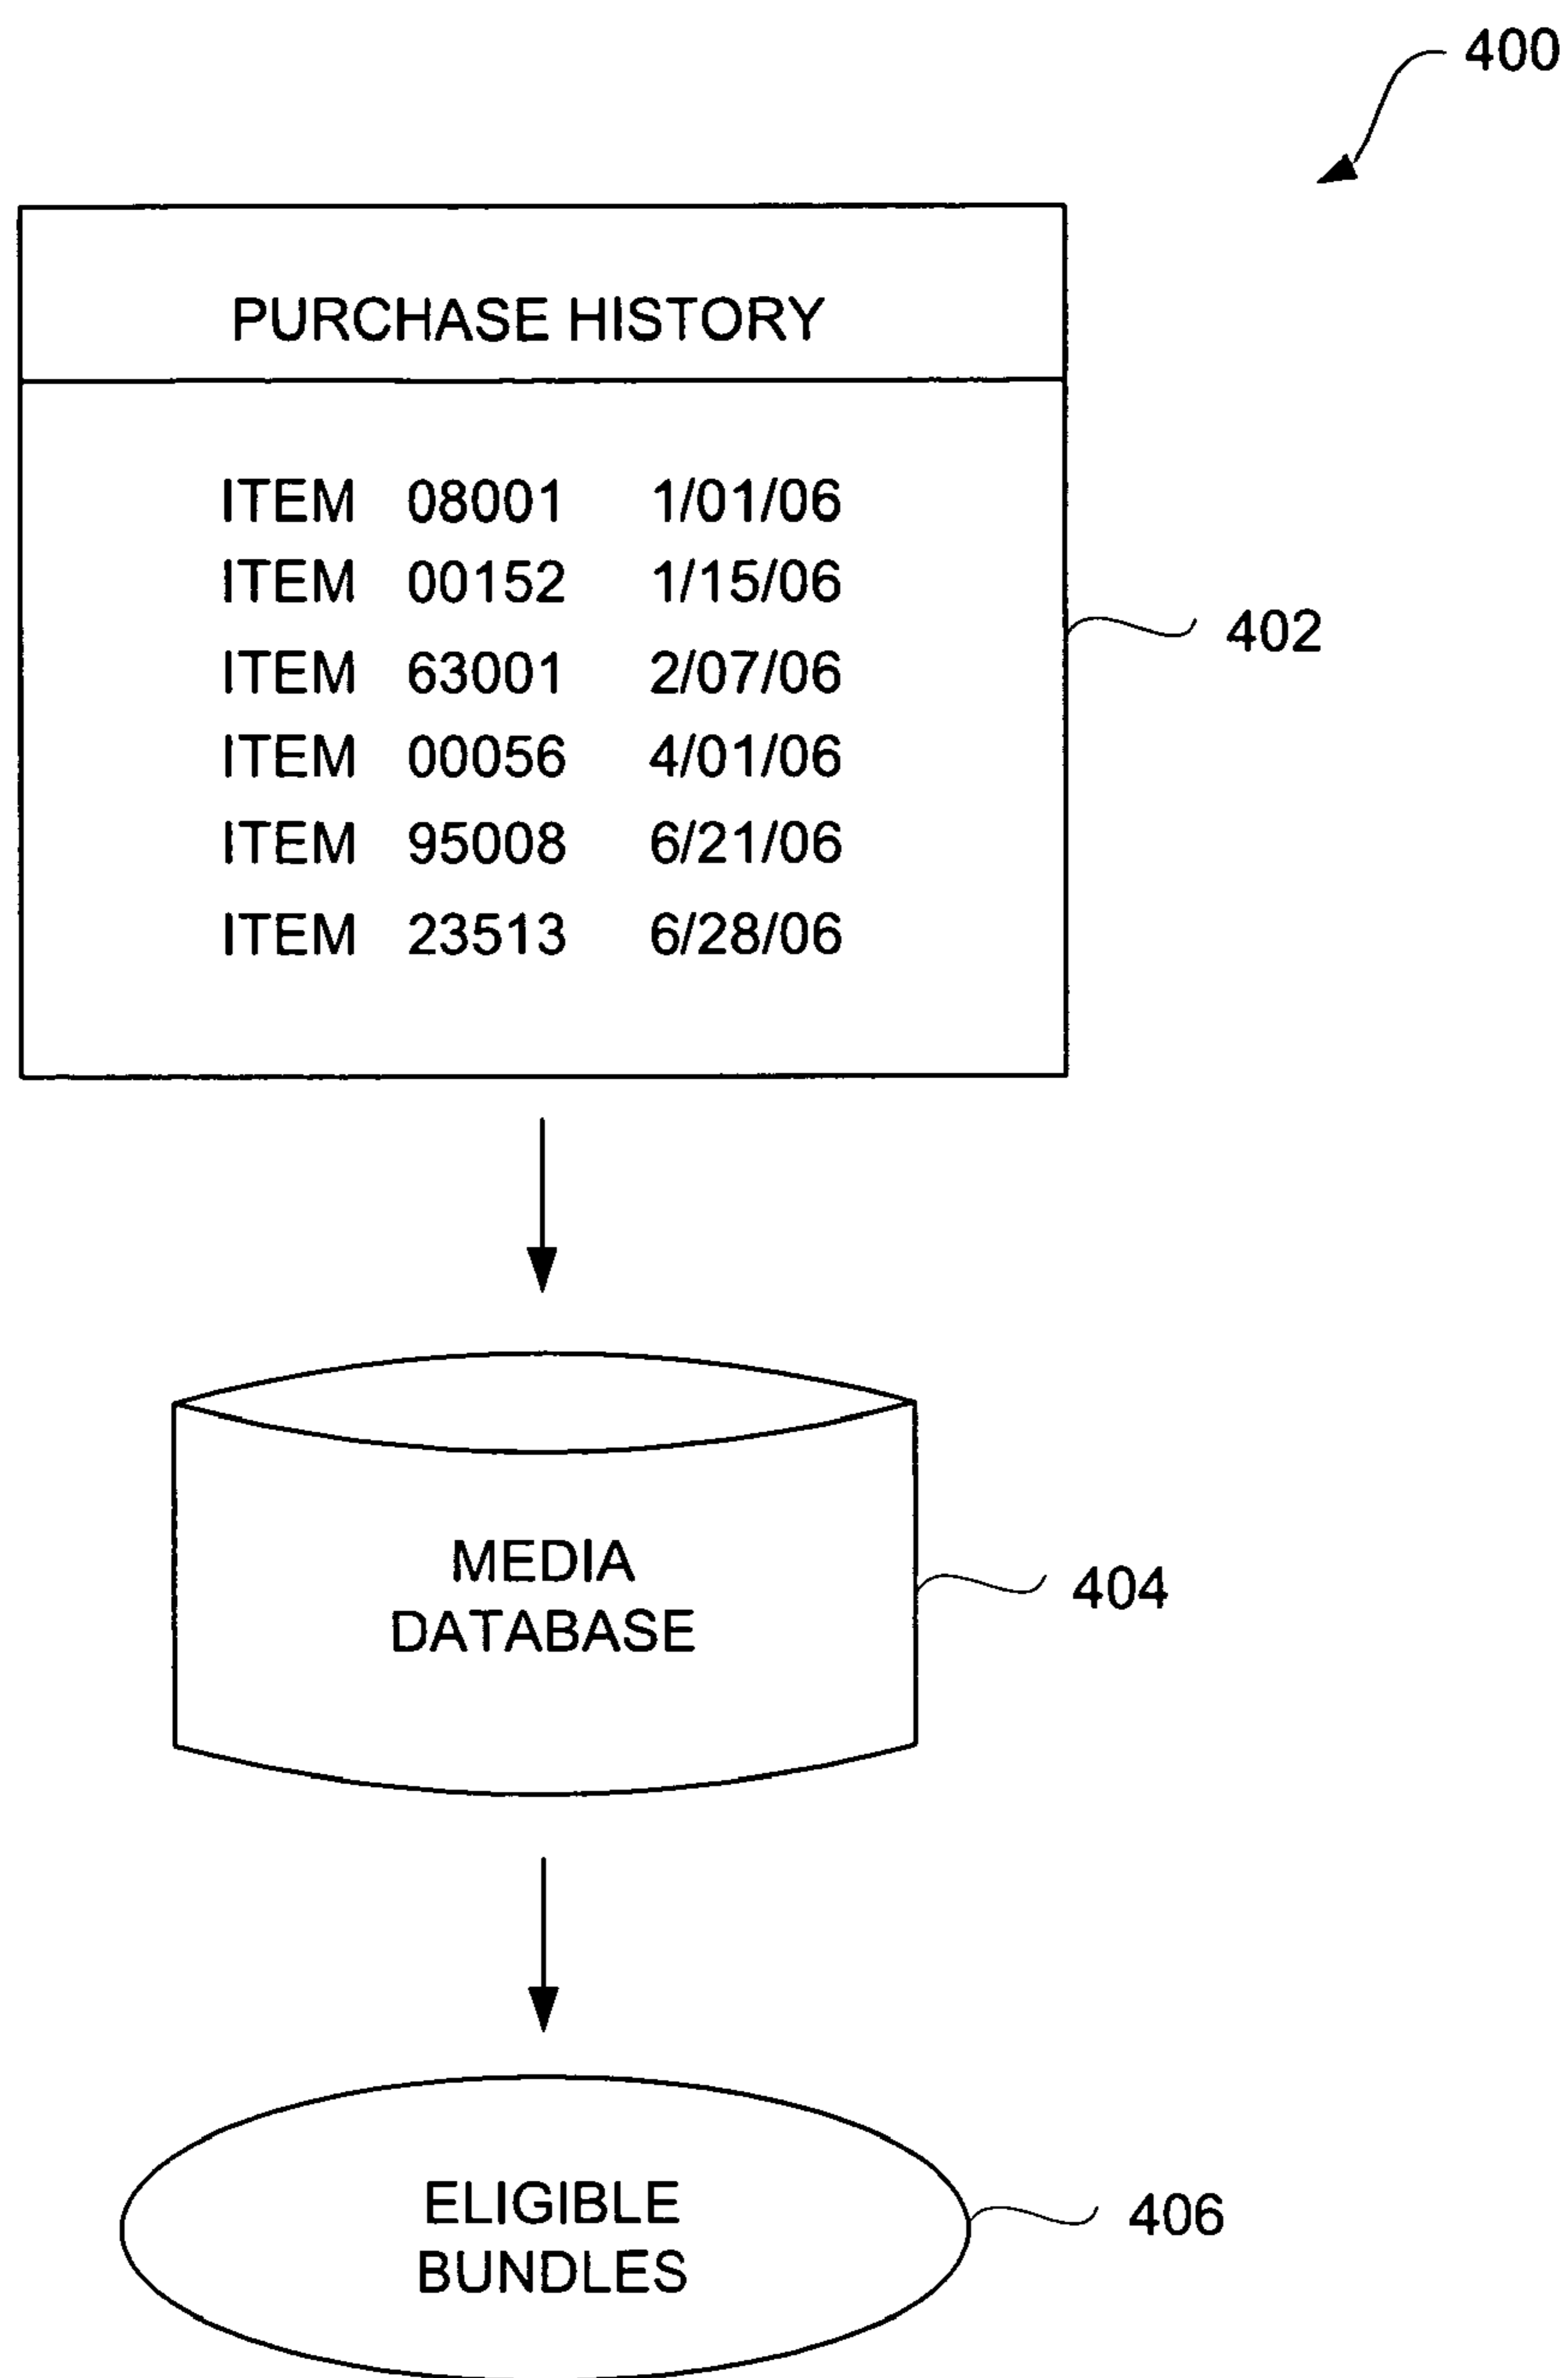 400
PURCHASE HISTORY
ITEM 08001 1/01/06
ITEM 00152 1/15/06
402
ITEM 63001 2/07/06
ITEM 00056 4/01/06
ITEM 95008 6/21/06
ITEM 23513 6/28/06
MEDIA
DATABASE
404
ELIGIBLE
BUNDLES
406